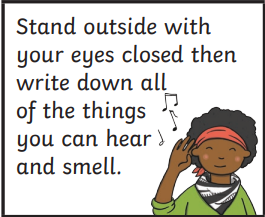 Stand outside with
your eyes closed then
write down all
of the things
you can hear
and smell.